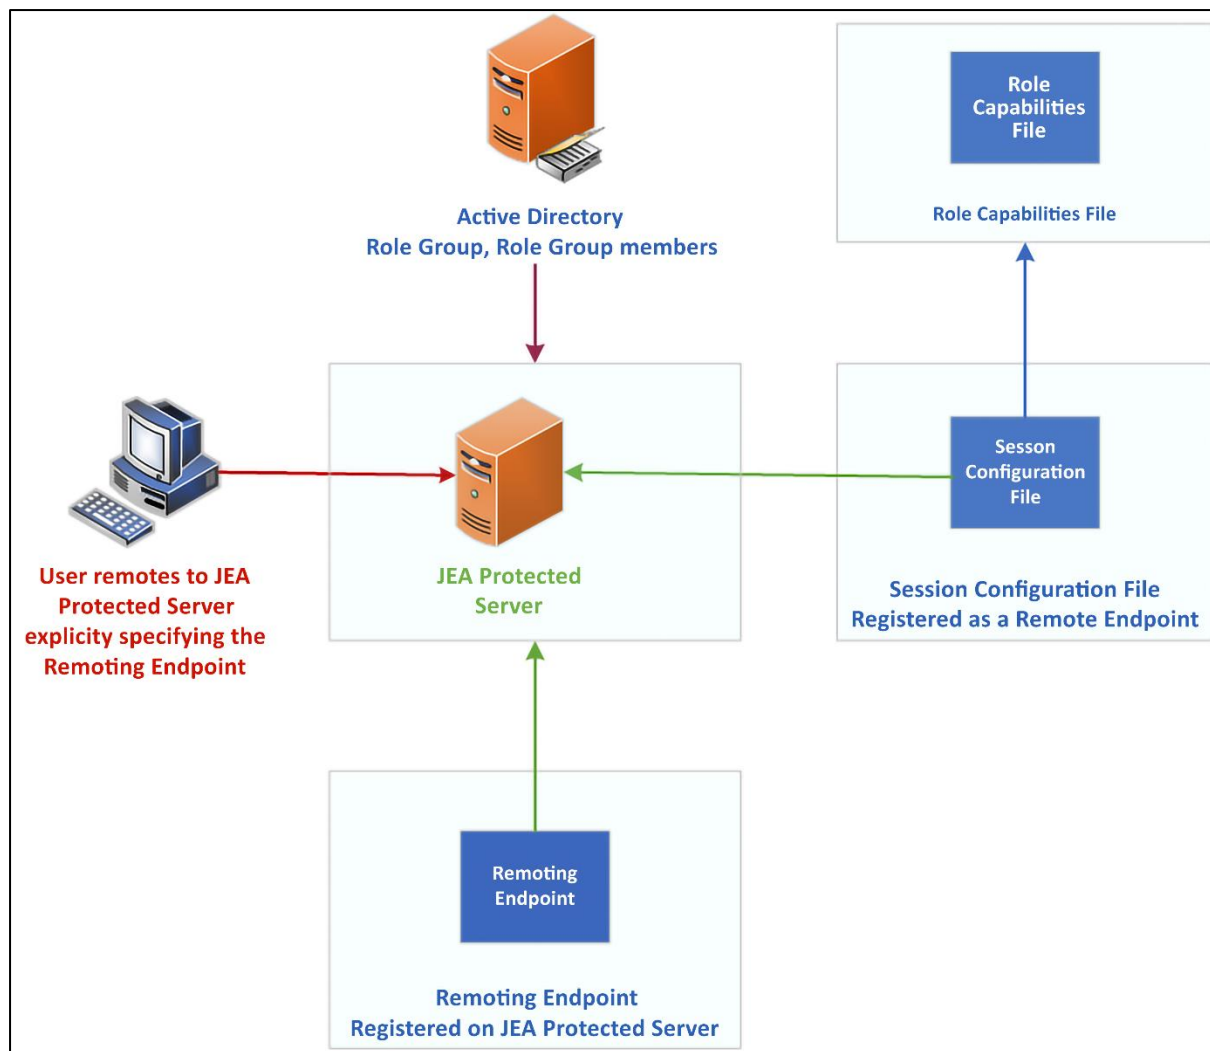 Active Directory
Role Group, Role Group members
Role
Capabilities
File
Role Capabilities File
User remotes to JEA
Protected Server
explicity specifying the
Remoting Endpoint
JEA Protected
Server
Sesson
Configuration
File
Session Configuration File
Registered as a Remote Endpoint
Remoting
Endpoint
Remoting Endpoint
Registered on JEA Protected Server